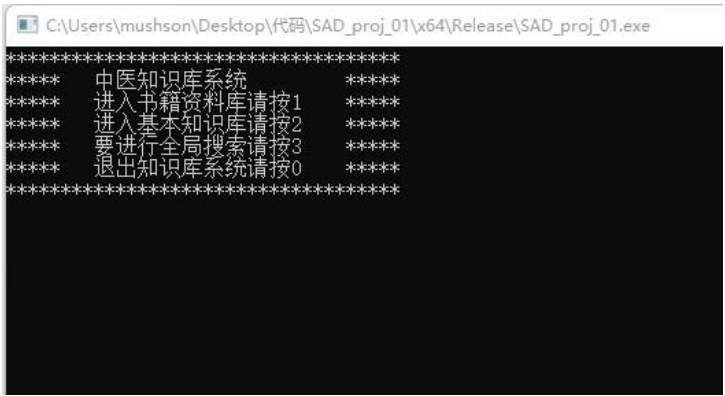 C:\Users\mushson\Desktop\代码\SAD_proj_01\x64\Release\SAD_proj_01.exe
************************************
*****   中医知识库系统         *****
*****   进入书籍资料库请按1    *****
*****   进入基本知识库请按2    *****
*****   要进行全局搜索请按3    *****
*****   退出知识库系统请按0    *****
************************************